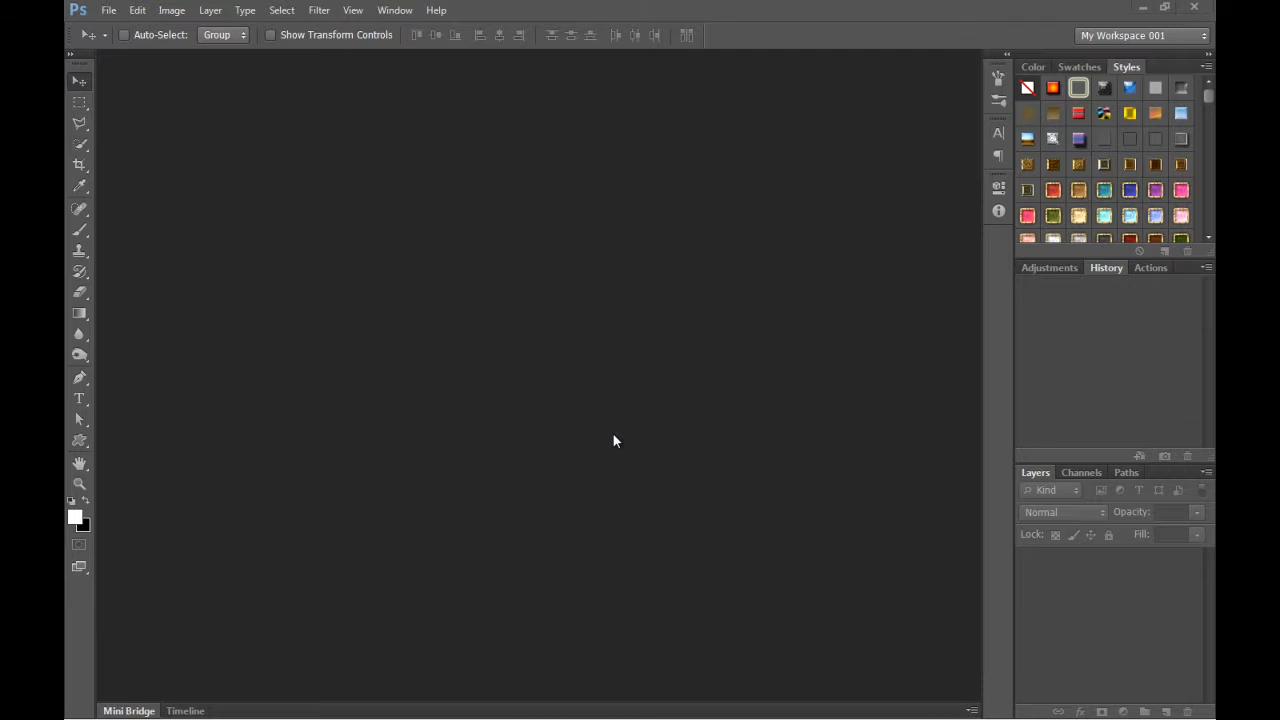 Ps File Edit Image Layer Type Select Filter View Window Help
Auto-Select: Group Show Transform Controls My Workspace 001
Color Swatches Styles
Adjustments History Actions
Layers Channels Paths
Kind
Normal Opacity:
Lock: Fill:
Mini Bridge Timeline